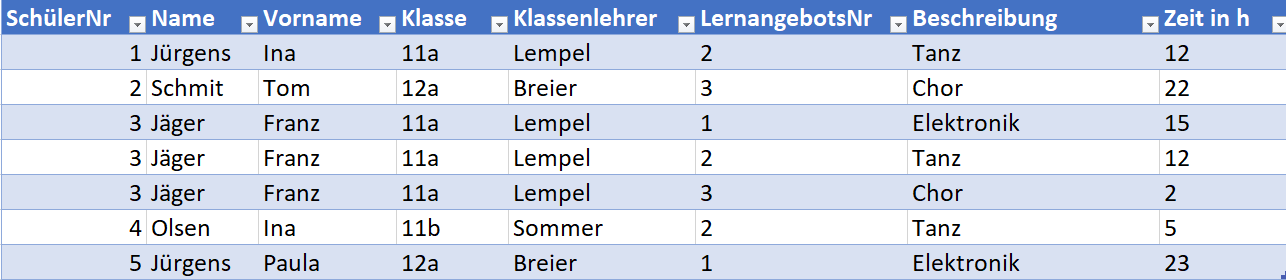 SchülerNr Name Vorname Klasse Klassenlehrer LernangebotsNr Beschreibung Zeit in h
1 Jürgens Ina 11a Lempel 2 Tanz 12
2 Schmit Tom 12a Breier 3 Chor 22
3 Jäger Franz 11a Lempel 1 Elektronik 15
3 Jäger Franz 11a Lempel 2 Tanz 12
3 Jäger Franz 11a Lempel 3 Chor 2
4 Olsen Ina 11b Sommer 2 Tanz 5
5 Jürgens Paula 12a Breier 1 Elektronik 23